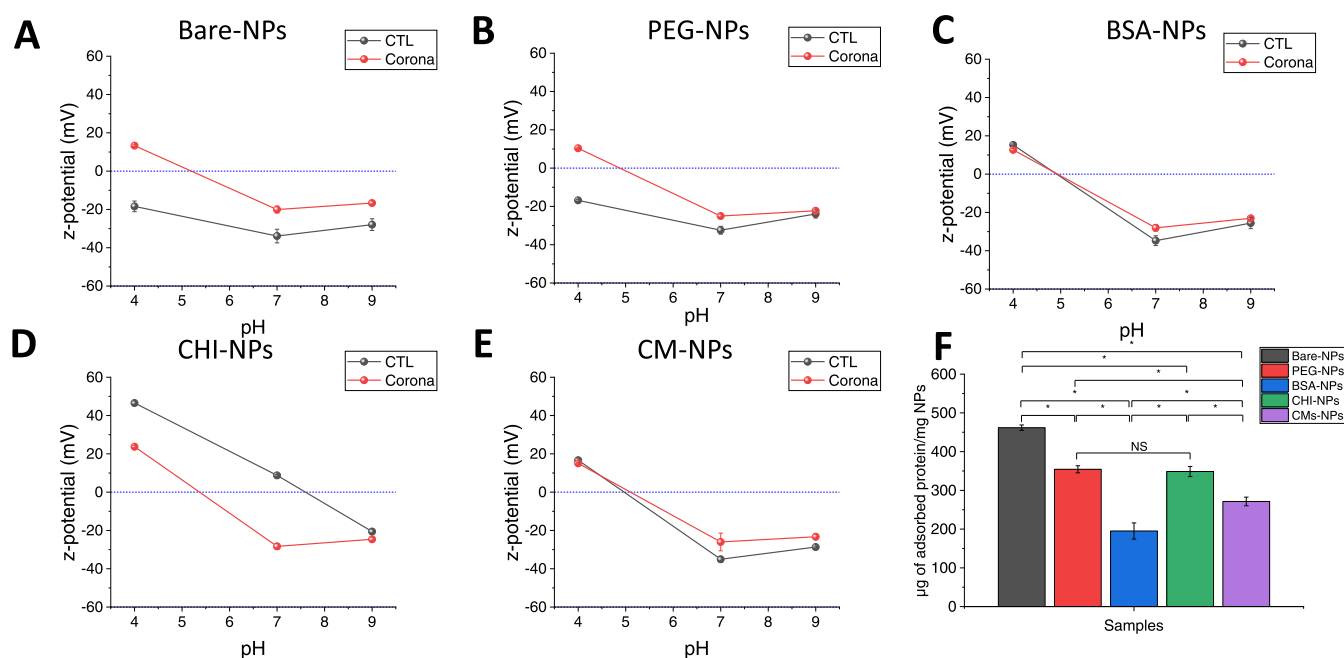 A
Bare-NPs
CTL
Corona
z-potential (mV)
60
40
20
0
-20
-40
-60
4
5
6
7
8
9
pH
B
PEG-NPs
CTL
Corona
z-potential (mV)
60
40
20
0
-20
-40
-60
4
5
6
7
8
9
pH
C
BSA-NPs
CTL
Corona
z-potential (mV)
60
40
20
0
-20
-40
-60
4
5
6
7
8
9
pH
D
CHI-NPs
CTL
Corona
z-potential (mV)
60
40
20
0
-20
-40
-60
4
5
6
7
8
9
pH
E
CM-NPs
CTL
Corona
z-potential (mV)
60
40
20
0
-20
-40
-60
4
5
6
7
8
9
pH
F
Bare-NPs
PEG-NPs
BSA-NPs
CHI-NPs
CMs-NPs
µg of adsorbed protein/mg NPs
600
500
400
300
200
100
0
*
*
*
* *
* * * *
NS
Samples